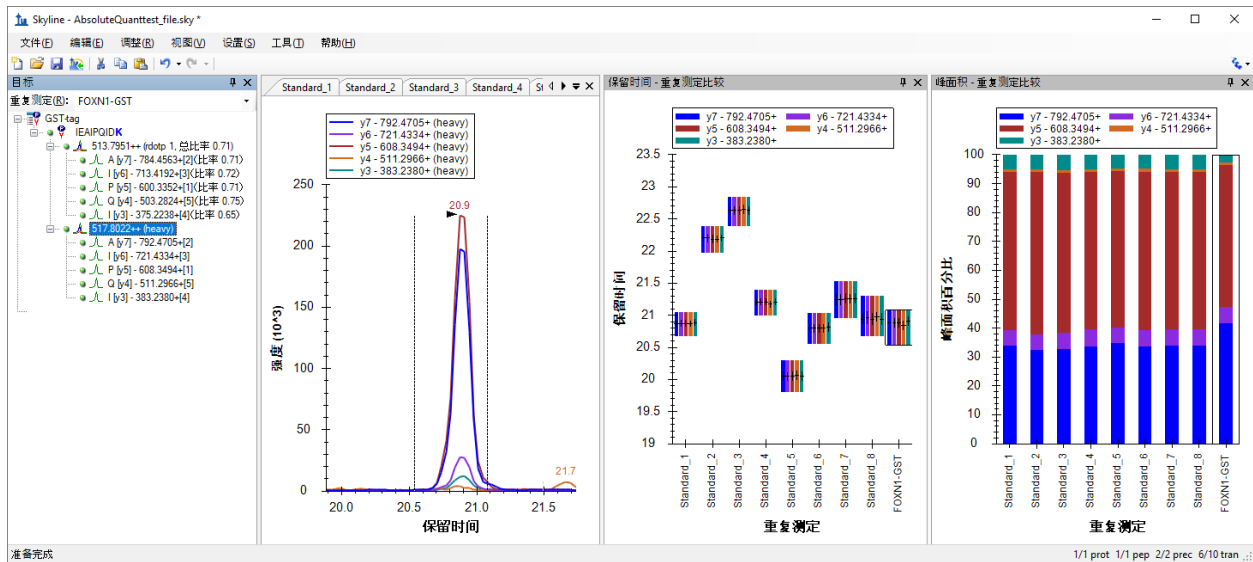 Skyline - AbsoluteQuanttest_file.sky *
文件(F) 编辑(E) 调整(R) 视图(V) 设置(S) 工具(T) 帮助(H)
目标
重复测定(R): FOXN1-GST
GST-tag
IEAIPQIDK
513.7951++ (rdotp 1, 总比率 0.71)
A [y7] - 784.4563+[2](比率 0.71)
I [y6] - 713.4192+[3](比率 0.72)
P [y5] - 600.3352+[1](比率 0.71)
Q [y4] - 503.2824+[5](比率 0.75)
I [y3] - 375.2238+[4](比率 0.65)
517.8022++ (heavy)
A [y7] - 792.4705+[2]
I [y6] - 721.4334+[3]
P [y5] - 608.3494+[1]
Q [y4] - 511.2966+[5]
I [y3] - 383.2380+[4]
Standard_1 Standard_2 Standard_3 Standard_4 St
y7 - 792.4705+ (heavy)
y6 - 721.4334+ (heavy)
y5 - 608.3494+ (heavy)
y4 - 511.2966+ (heavy)
y3 - 383.2380+ (heavy)
强度 (10^3)
250
200
150
100
50
0
20.9
21.7
20.0 20.5 21.0 21.5
保留时间
保留时间 - 重复测定比较
y7 - 792.4705+ y6 - 721.4334+
y5 - 608.3494+ y4 - 511.2966+
y3 - 383.2380+
保留时间
23.5
23
22.5
22
21.5
21
20.5
20
19.5
19
Standard_1
Standard_2
Standard_3
Standard_4
Standard_5
Standard_6
Standard_7
Standard_8
FOXN1-GST
重复测定
峰面积 - 重复测定比较
y7 - 792.4705+ y6 - 721.4334+
y5 - 608.3494+ y4 - 511.2966+
y3 - 383.2380+
峰面积百分比
100
90
80
70
60
50
40
30
20
10
0
Standard_1
Standard_2
Standard_3
Standard_4
Standard_5
Standard_6
Standard_7
Standard_8
FOXN1-GST
重复测定
准备完成
1/1 prot 1/1 pep 2/2 prec 6/10 tran